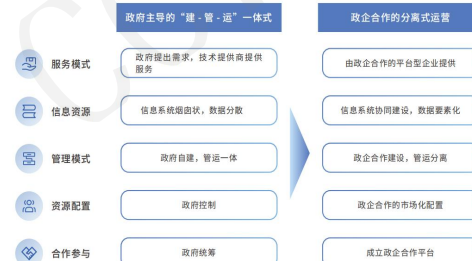 政府主导的“建 - 管 - 运”一体式
政企合作的分离式运营
服务模式
政府提出需求，技术提供商提供
服务
由政企合作的平台型企业提供
信息资源
信息系统烟囱状，数据分散
信息系统协同建设，数据要素化
管理模式
政府自建，管运一体
政企合作建设，管运分离
资源配置
政府控制
政企合作的市场化配置
合作参与
政府统筹
成立政企合作平台